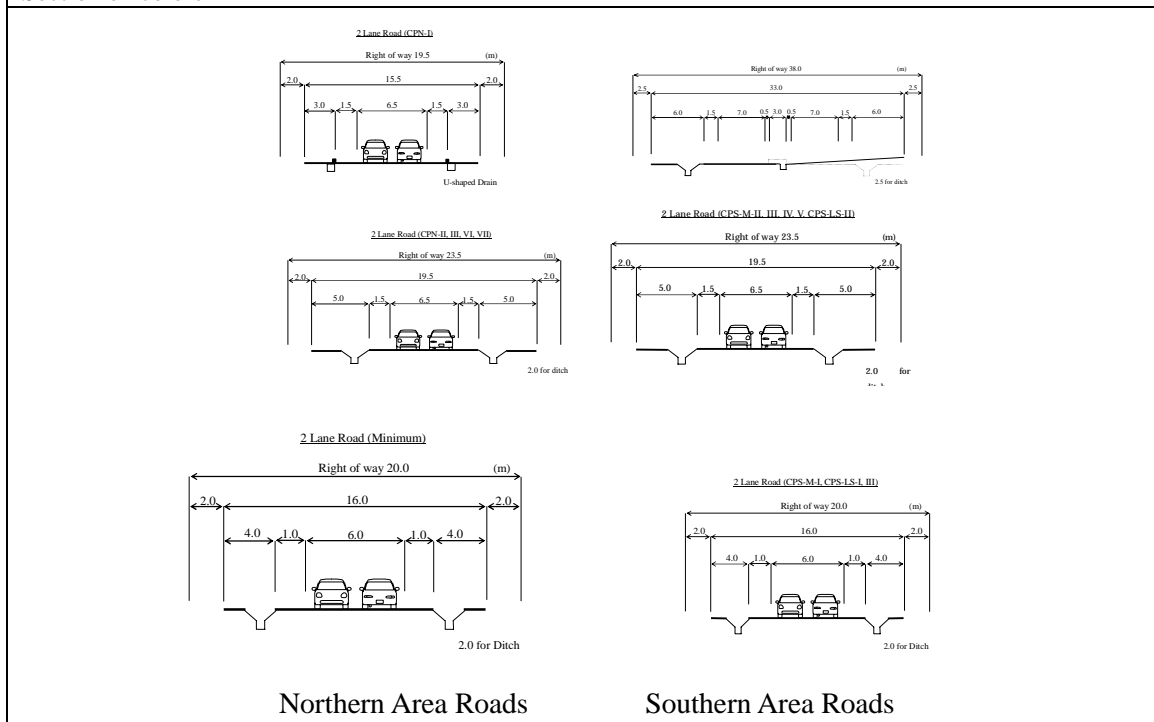 2 Lane Road (CPN-I)
Right of way 19.5 (m)
2.0 15.5 2.0
3.0 1.5 6.5 1.5 3.0
U-shaped Drain
Right of way 38.0 (m)
2.5 33.0 2.5
6.0 1.5 7.0 0.5 3.0 0.5 7.0 1.5 6.0
2.5 for ditch
2 Lane Road (CPN-II, III, VI, VII)
Right of way 23.5 (m)
2.0 19.5 2.0
5.0 1.5 6.5 1.5 5.0
2.0 for ditch
2 Lane Road (CPS-M-II, III, IV, V, CPS-LS-II)
Right of way 23.5 (m)
2.0 19.5 2.0
5.0 1.5 6.5 1.5 5.0
2.0 for
2 Lane Road (Minimum)
Right of way 20.0 (m)
2.0 16.0 2.0
4.0 1.0 6.0 1.0 4.0
2.0 for Ditch
2 Lane Road (CPS-M-I, CPS-LS-I, III)
Right of way 20.0 (m)
2.0 16.0 2.0
4.0 1.0 6.0 1.0 4.0
2.0 for Ditch
Northern Area Roads
Southern Area Roads